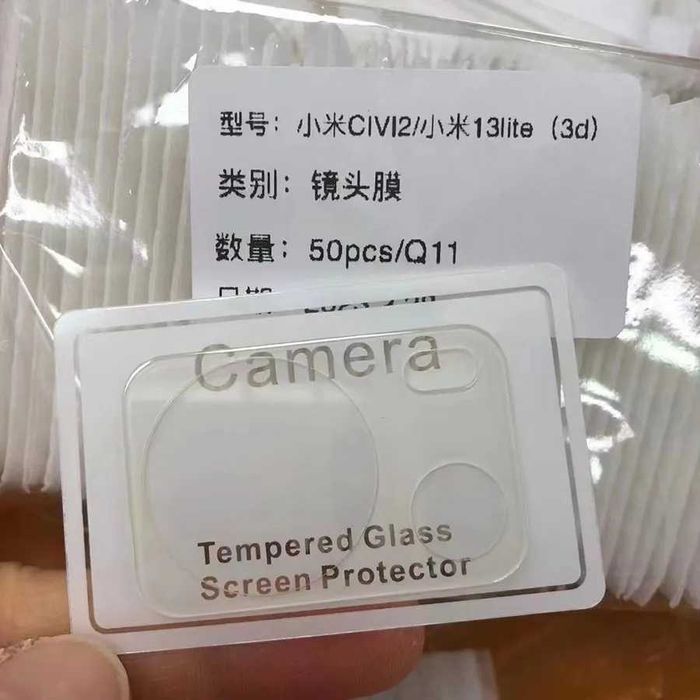 型号：小米CIVI2/小米13lite（3d）
类别：镜头膜
数量：50pcs/Q11
Camera
Tempered Glass
Screen Protector